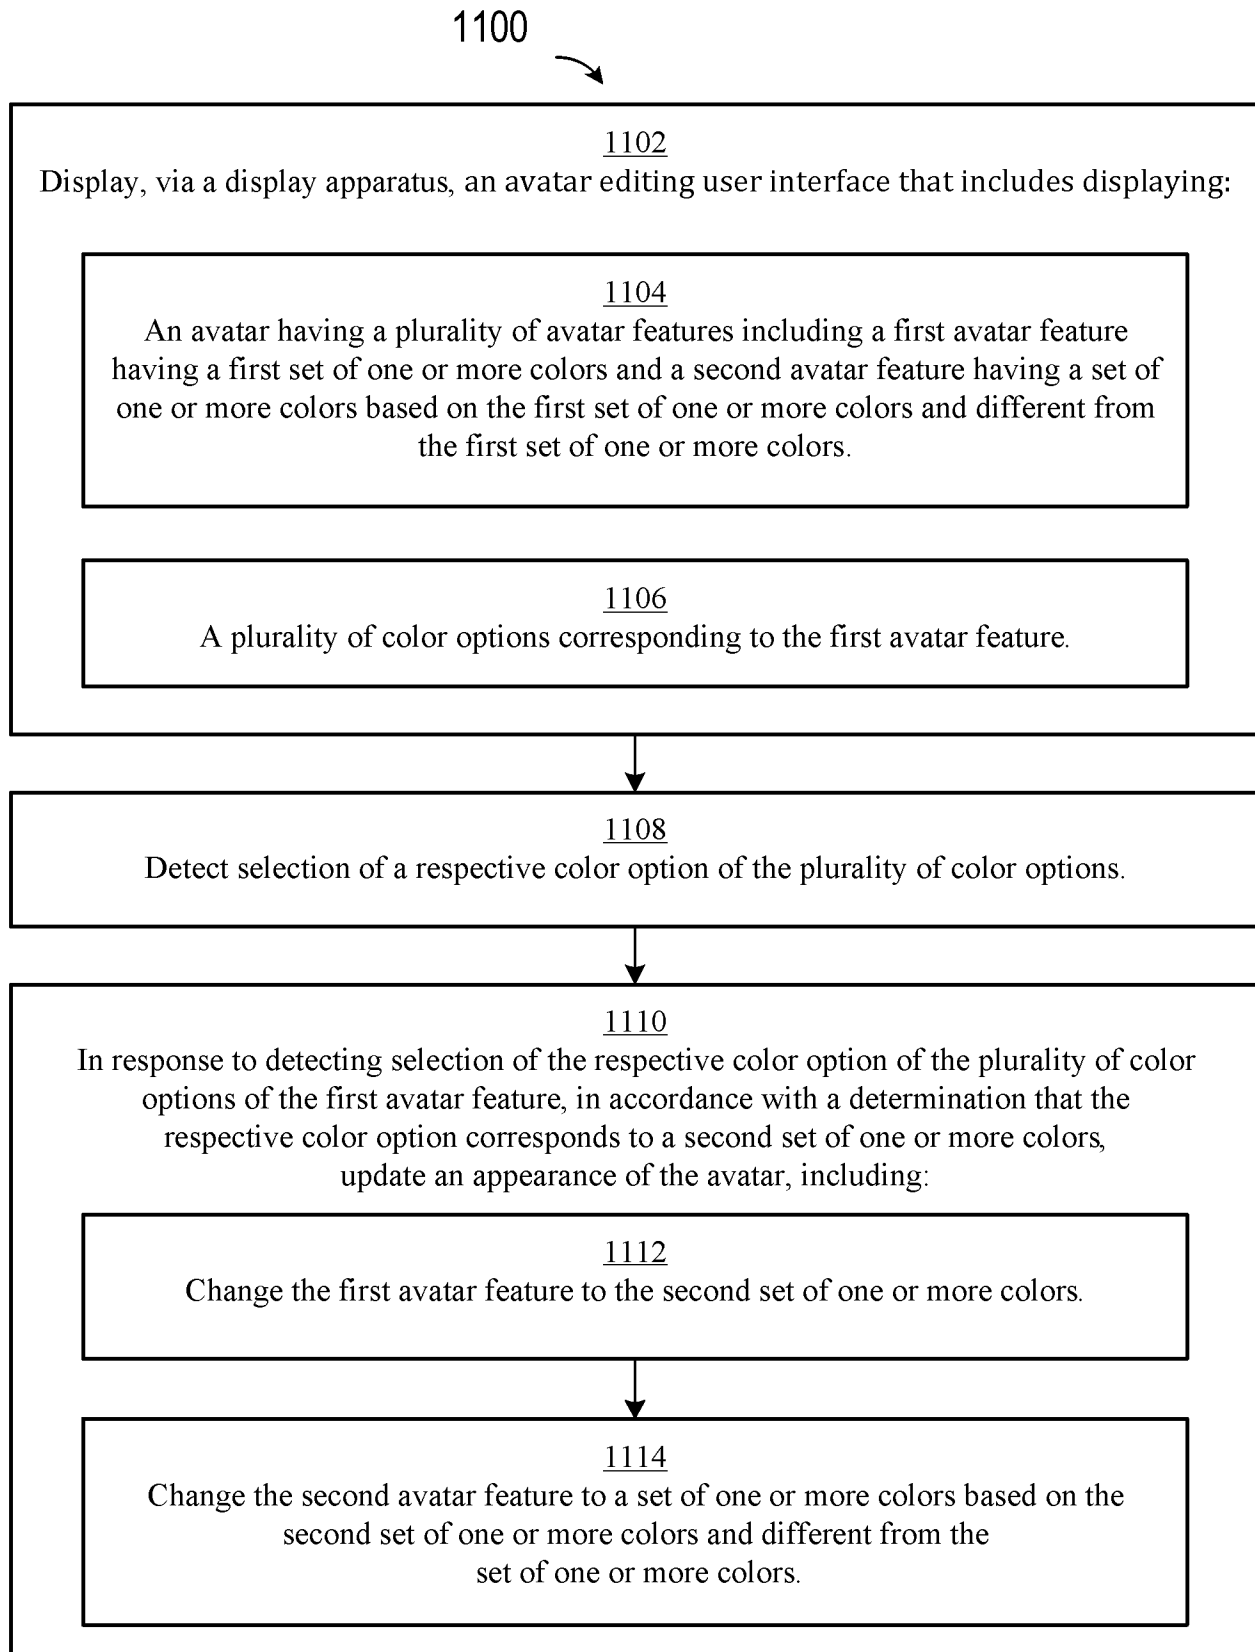 1100
1102
Display, via a display apparatus, an avatar editing user interface that includes displaying:
1104
An avatar having a plurality of avatar features including a first avatar feature
having a first set of one or more colors and a second avatar feature having a set of
one or more colors based on the first set of one or more colors and different from
the first set of one or more colors.
1106
A plurality of color options corresponding to the first avatar feature.
1108
Detect selection of a respective color option of the plurality of color options.
1110
In response to detecting selection of the respective color option of the plurality of color
options of the first avatar feature, in accordance with a determination that the
respective color option corresponds to a second set of one or more colors,
update an appearance of the avatar, including:
1112
Change the first avatar feature to the second set of one or more colors.
1114
Change the second avatar feature to a set of one or more colors based on the
second set of one or more colors and different from the
set of one or more colors.